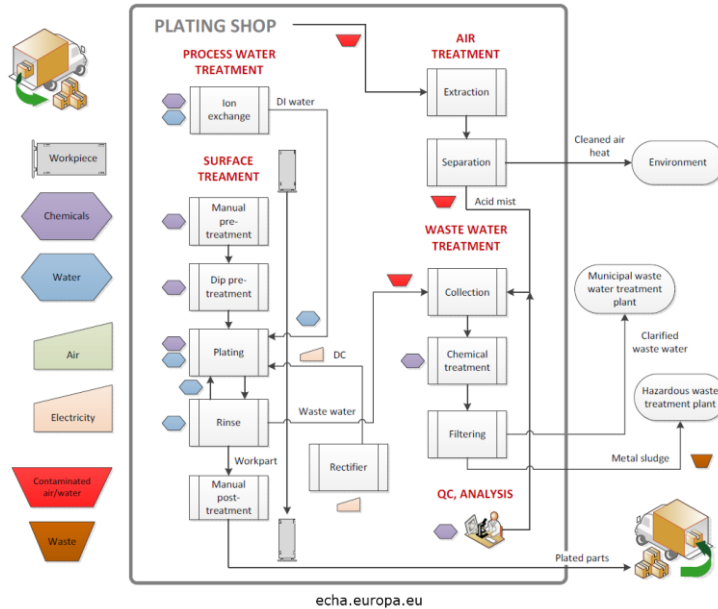 PLATING SHOP
PROCESS WATER
TREATMENT
Ion
exchange
DI water
SURFACE
TREAMENT
Manual
pre-
treatment
Dip pre-
treatment
Plating
Rinse
Workpart
Manual
post-
treatment
DC
Waste water
Rectifier
AIR
TREATMENT
Extraction
Separation
Acid mist
WASTE WATER
TREATMENT
Collection
Chemical
treatment
Filtering
Metal sludge
QC, ANALYSIS
Cleaned air
heat
Environment
Municipal waste
water treatment
plant
Clarified
waste water
Hazardous waste
treatment plant
Plated parts
Workpiece
Chemicals
Water
Air
Electricity
Contaminated
air/water
Waste
echa.europa.eu